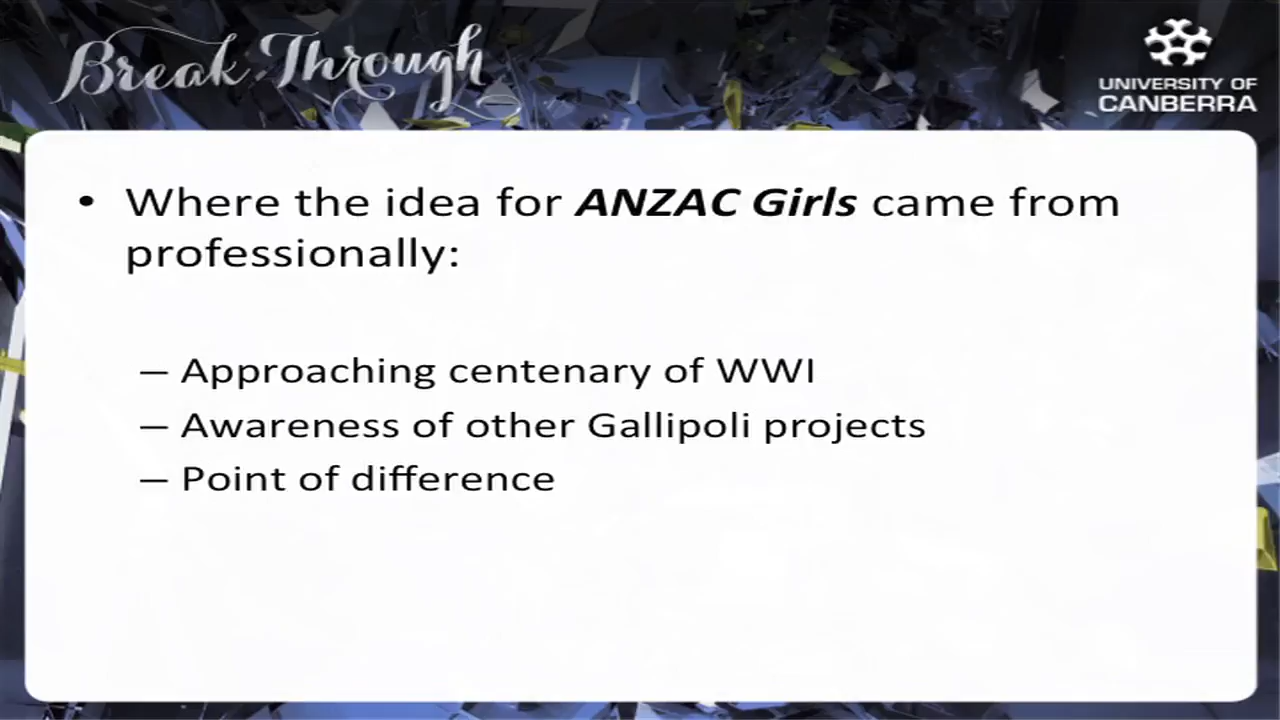 Break Through
UNIVERSITY OF
CANBERRA
• Where the idea for ANZAC Girls came from
professionally:
– Approaching centenary of WWI
– Awareness of other Gallipoli projects
– Point of difference